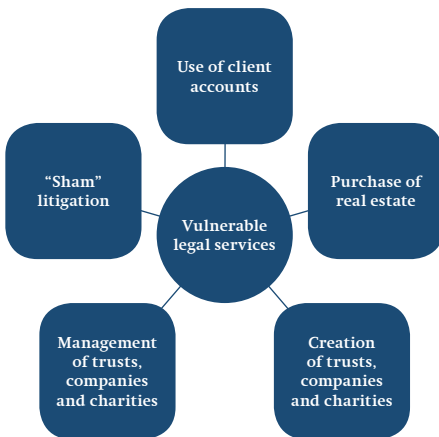 Use of client
accounts
“Sham”
litigation
Purchase of
real estate
Vulnerable
legal services
Management
of trusts,
companies
and charities
Creation
of trusts,
companies
and charities